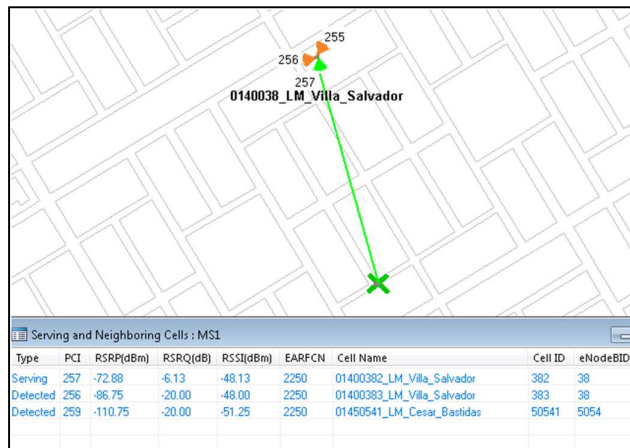 255
256
257
0140038_LM_Villa_Salvador
Serving and Neighboring Cells : MS1
Type PCI RSRP(dBm) RSRQ(dB) RSSI(dBm) EARFCN Cell Name Cell ID eNodeBID
Serving 257 -72.88 -6.13 -48.13 2250 01400382_LM_Villa_Salvador 382 38
Detected 256 -86.75 -20.00 -48.00 2250 01400383_LM_Villa_Salvador 383 38
Detected 259 -110.75 -20.00 -51.25 2250 01450541_LM_Cesar_Bastidas 50541 5054